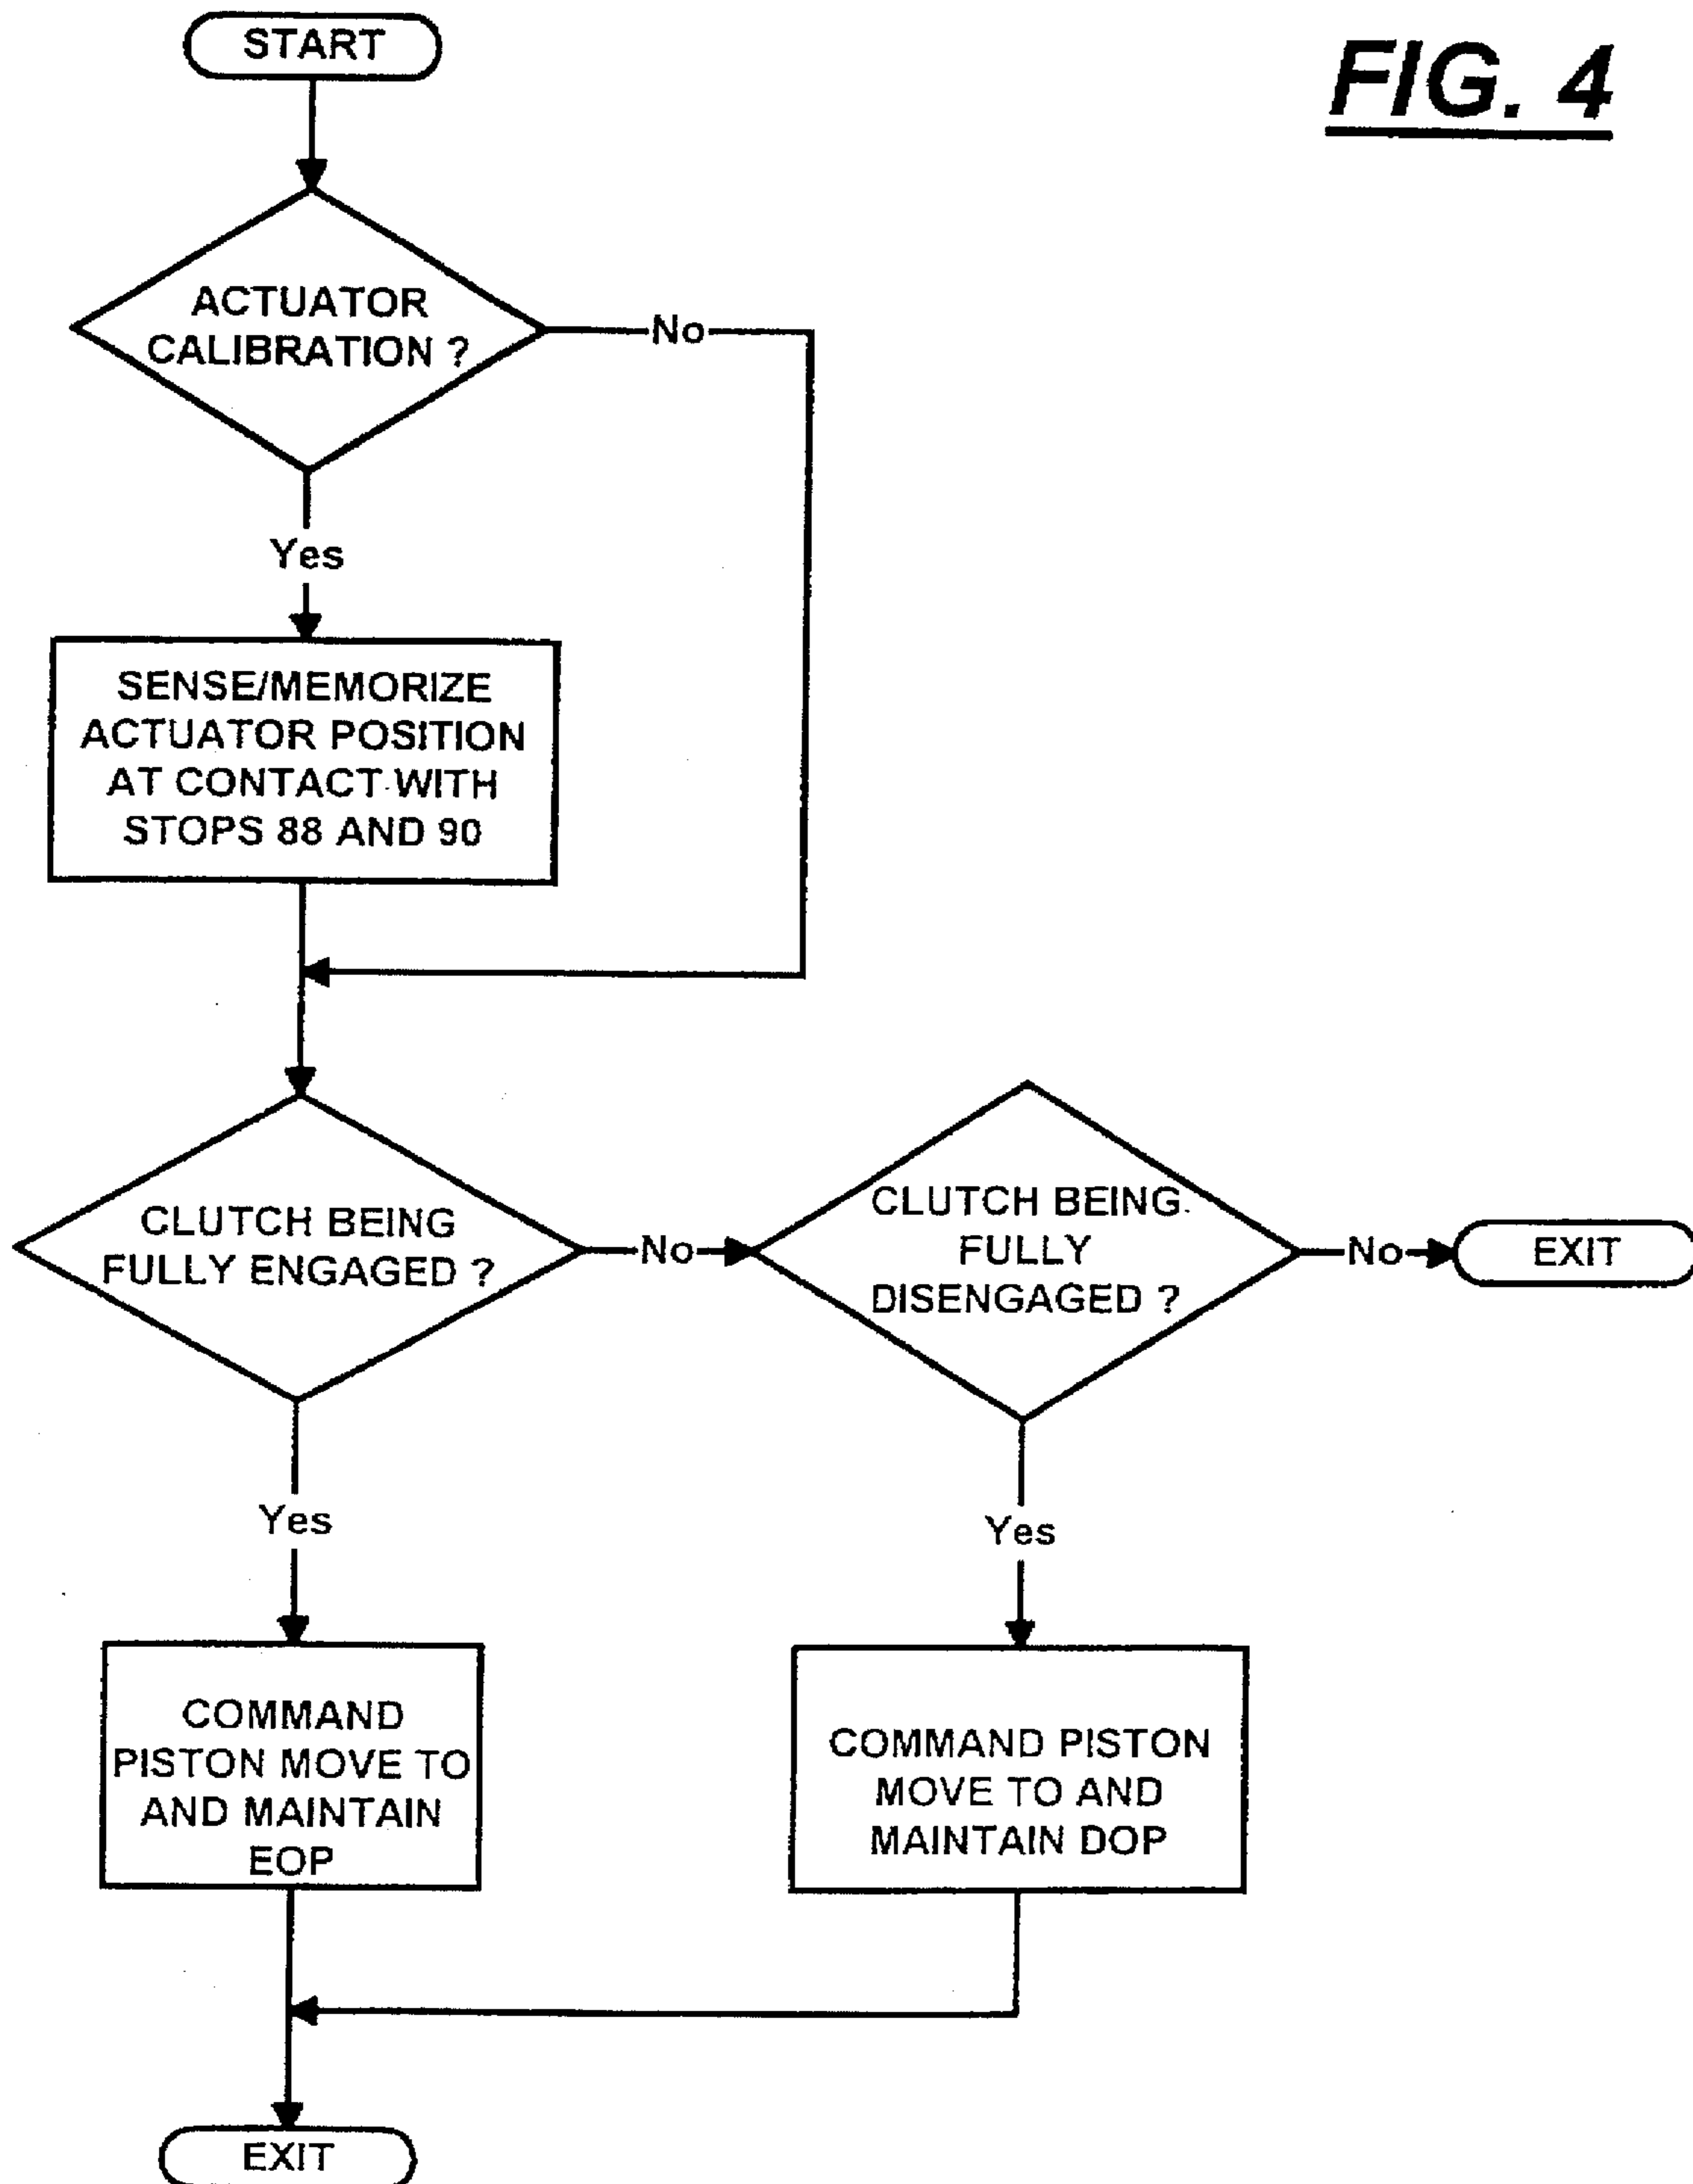 START
FIG. 4
ACTUATOR
CALIBRATION ?
No
Yes
SENSE/MEMORIZE
ACTUATOR POSITION
AT CONTACT WITH
STOPS 88 AND 90
CLUTCH BEING
FULLY ENGAGED ?
No
CLUTCH BEING
FULLY
DISENGAGED ?
No
EXIT
Yes
Yes
COMMAND
PISTON MOVE TO
AND MAINTAIN
EOP
COMMAND PISTON
MOVE TO AND
MAINTAIN DOP
EXIT